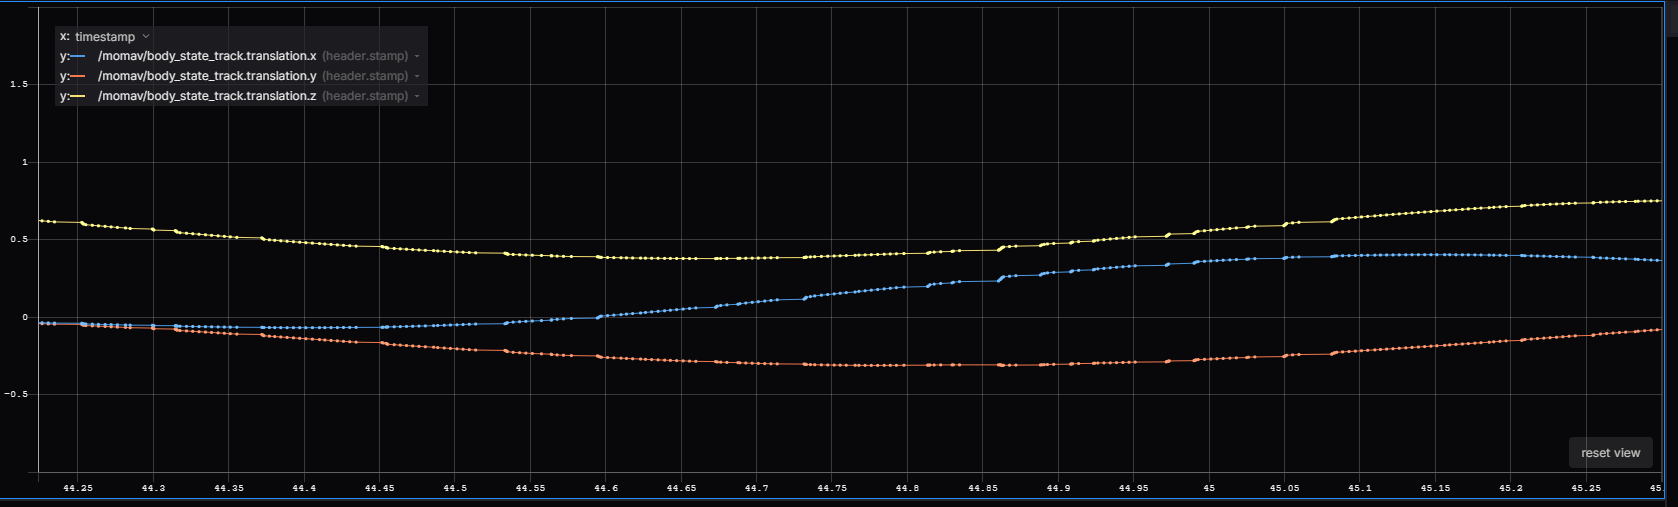 x: timestamp
y: /momav/body_state_track.translation.x (header.stamp)
y: /momav/body_state_track.translation.y (header.stamp)
y: /momav/body_state_track.translation.z (header.stamp)
1.5
1
0.5
0
-0.5
reset view
44.25 44.3 44.35 44.4 44.45 44.5 44.55 44.6 44.65 44.7 44.75 44.8 44.85 44.9 44.95 45 45.05 45.1 45.15 45.2 45.25 45.